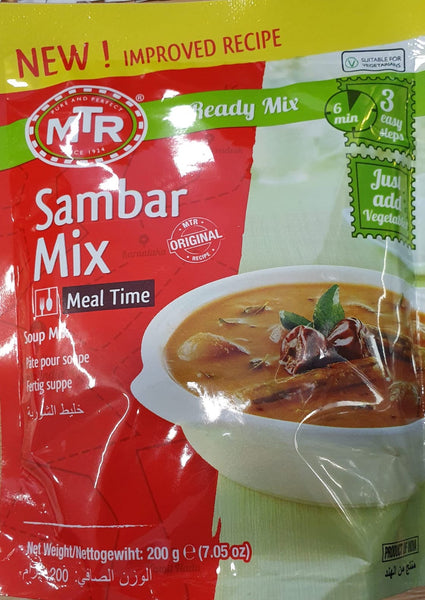 NEW! IMPROVED RECIPE
SUITABLE FOR
VEGETARIANS
PURE AND PERFECT
MTR®
SINCE 1924
Ready Mix
6
min
3
easy
steps
Just
add
Vegetables
Sambar
Mix
MTR
ORIGINAL
RECIPE
karnataka
Meal Time
Soup Mix
Pâte pour soupe
Fertig suppe
خليط الشوربة
Net Weight/Nettogewiht: 200 g ℮ (7.05 oz)
الوزن الصافي: 200 جرام
PRODUCT OF INDIA
منتج من الهند